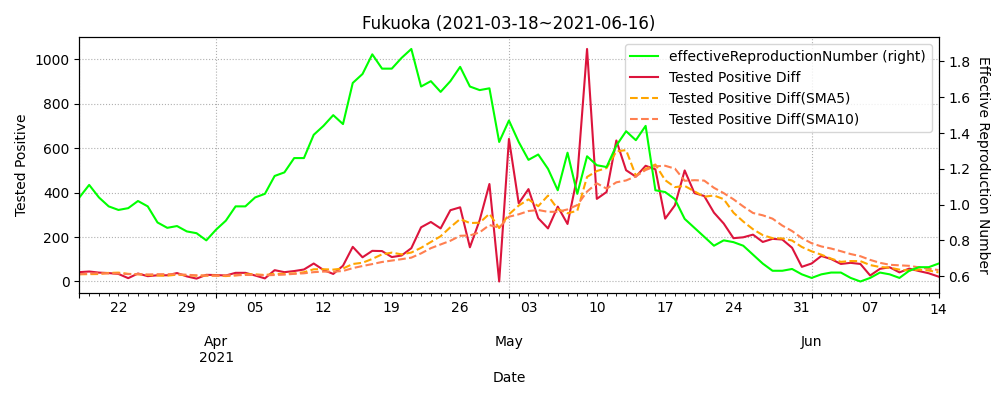 Fukuoka (2021-03-18~2021-06-16)
effectiveReproductionNumber (right)
Tested Positive Diff
Tested Positive Diff(SMA5)
Tested Positive Diff(SMA10)
Tested Positive
1000
800
600
400
200
0
1.8
1.6
1.4
1.2
1.0
0.8
0.6
Effective Reproduction Number
22 29 05 12 19 26 03 10 17 24 31 07 14
Apr May Jun
2021
Date